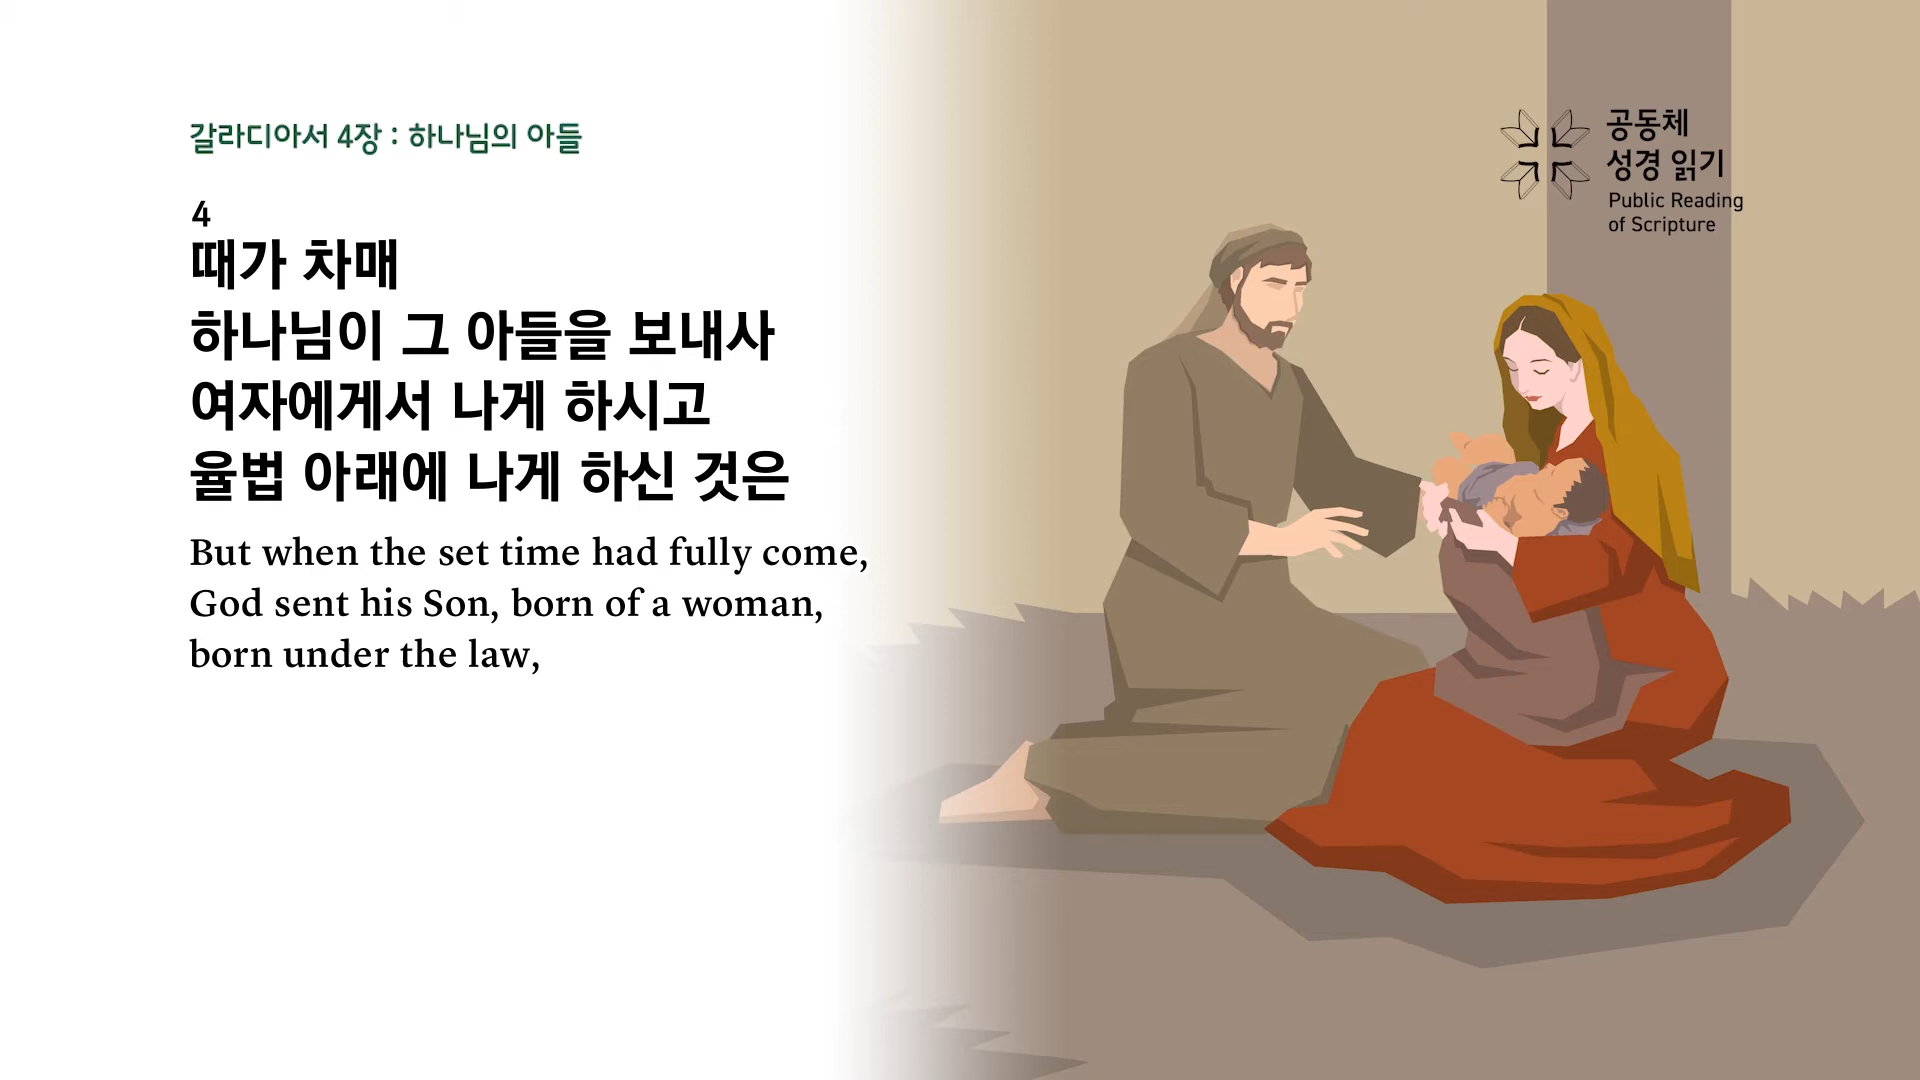 갈라디아서 4장 : 하나님의 아들
4
때가 차매
하나님이 그 아들을 보내사
여자에게서 나게 하시고
율법 아래에 나게 하신 것은
But when the set time had fully come,
God sent his Son, born of a woman,
born under the law,
공동체
성경 읽기
Public Reading
of Scripture